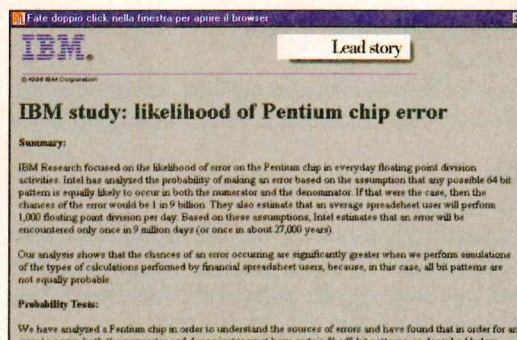 Fate doppio click nella finestra per aprire il browser
IBM.
Lead story
© 1994 IBM Corporation
IBM study: likelihood of Pentium chip error
Summary:
IBM Research focused on the likelihood of error on the Pentium chip in everyday floating point division
activities. Intel has analyzed the probability of making an error based on the assumption that any possible 64 bit
pattern is equally likely to occur in both the numerator and the denominator. If that were the case, then the
chances of the error would be 1 in 9 billion. They also estimate that an average spreadsheet user will perform
1,000 floating point division per day. Based on these assumptions, Intel estimates that an error will be
encountered only once in 9 million days (or once in about 27,000 years).
Our analysis shows that the chances of an error occurring are significantly greater when we perform simulations
of the types of calculations performed by financial spreadsheet users, because, in this case, all bit patterns are
not equally probable.
Probability Tests:
We have analyzed a Pentium chip in order to understand the sources of errors and have found that in order for an